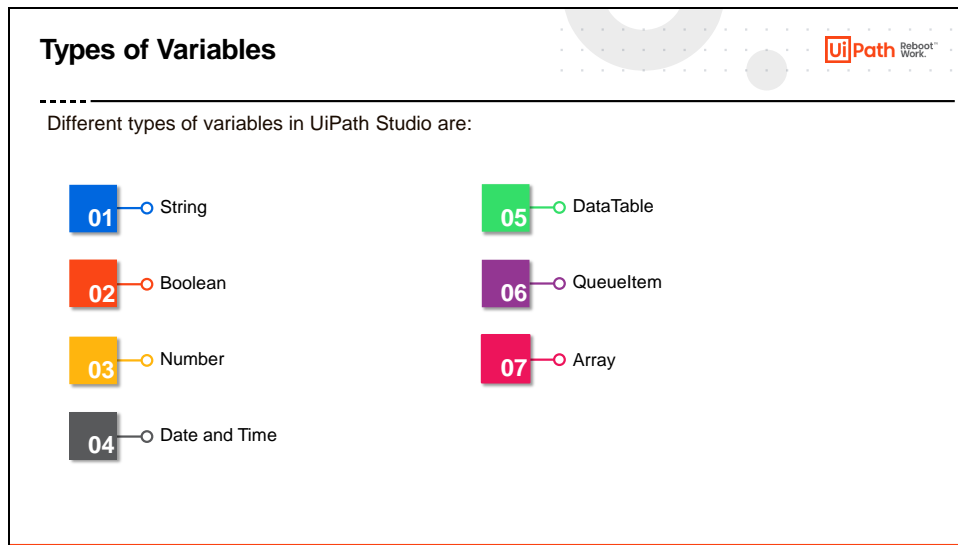 Types of Variables
UiPath Reboot™ Work.
Different types of variables in UiPath Studio are:
01 String
02 Boolean
03 Number
04 Date and Time
05 DataTable
06 QueueItem
07 Array